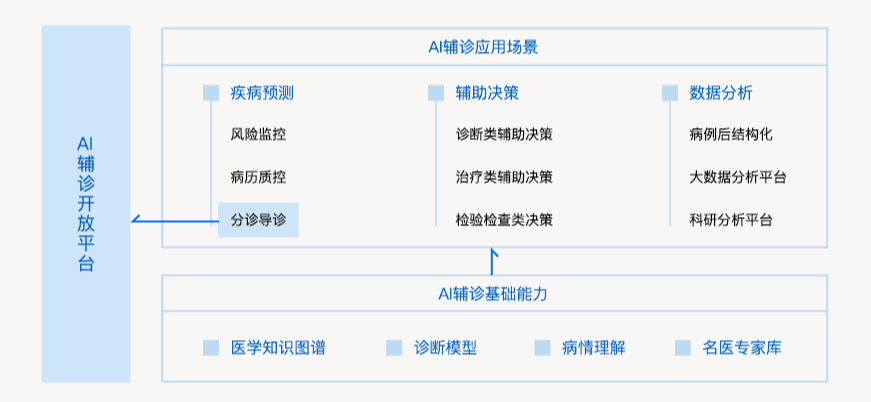 AI辅诊开放平台
AI辅诊应用场景
疾病预测
风险监控
病历质控
分诊导诊
辅助决策
诊断类辅助决策
治疗类辅助决策
检验检查类决策
数据分析
病例后结构化
大数据分析平台
科研分析平台
AI辅诊基础能力
医学知识图谱
诊断模型
病情理解
名医专家库